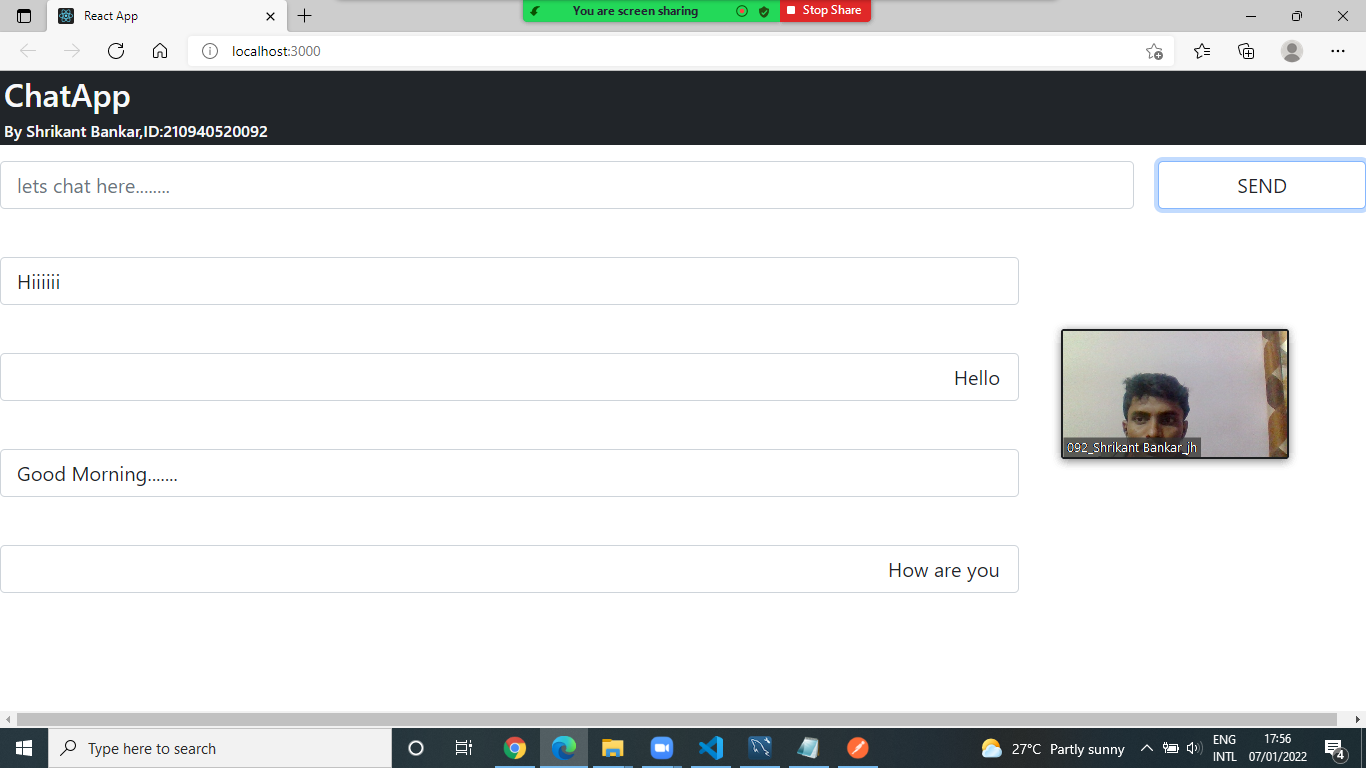 React App
You are screen sharing
Stop Share
localhost:3000
ChatApp
By Shrikant Bankar,ID:210940520092
lets chat here........
SEND
Hiiiiii
Hello
092_Shrikant Bankar_jh
Good Morning.......
How are you
Type here to search
27°C Partly sunny
ENG
INTL
17:56
07/01/2022
4